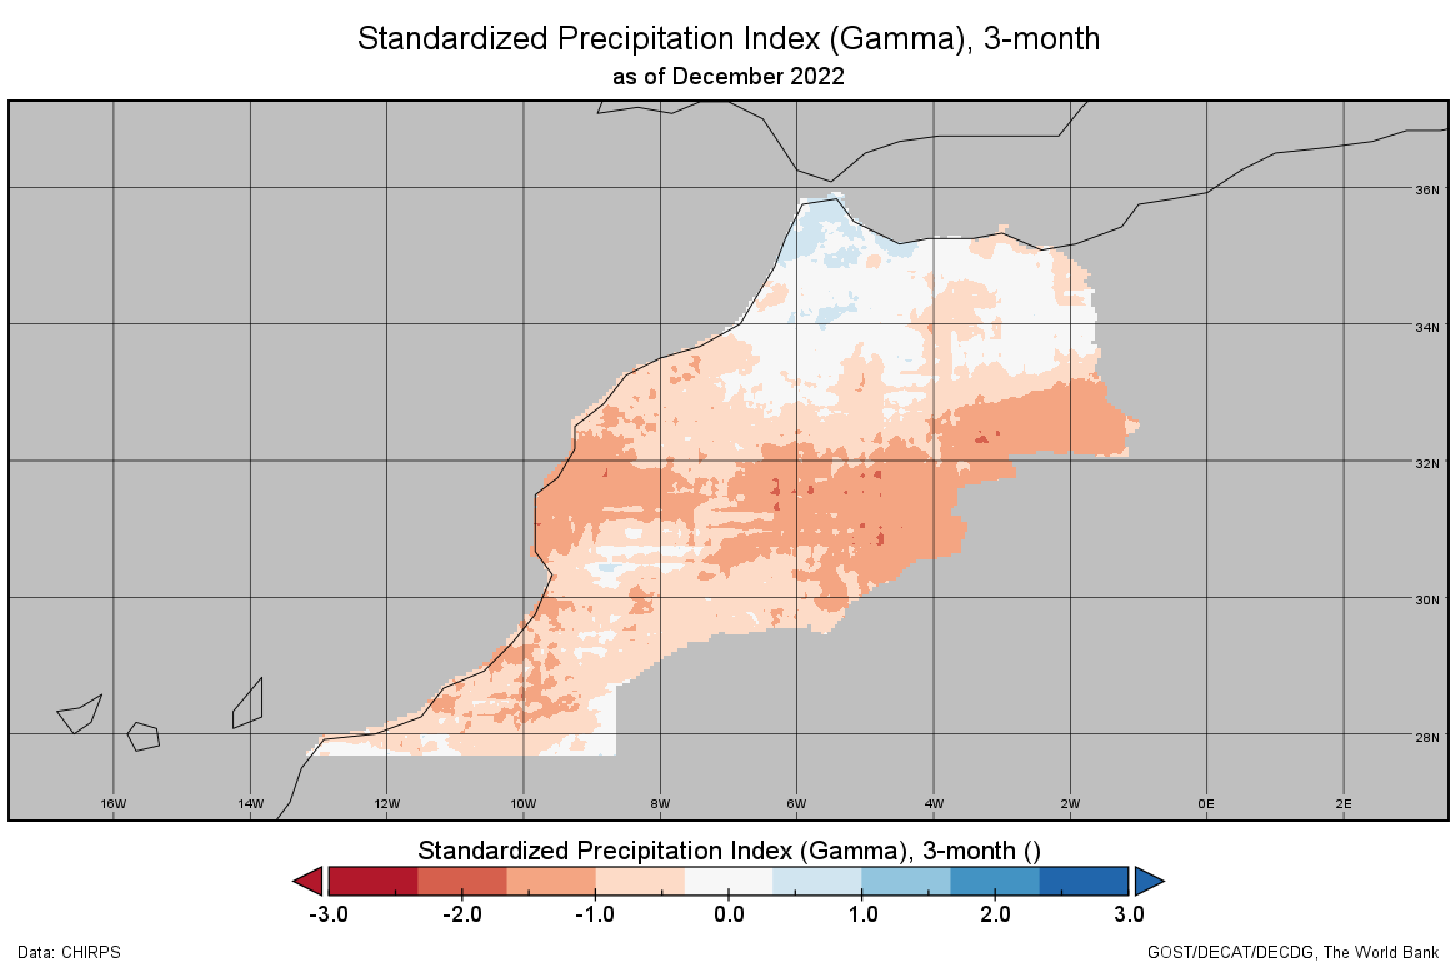 Standardized Precipitation Index (Gamma), 3-month
as of December 2022
36N
34N
32N
30N
28N
16W 14W 12W 10W 8W 6W 4W 2W 0E 2E
Standardized Precipitation Index (Gamma), 3-month ()
-3.0 -2.0 -1.0 0.0 1.0 2.0 3.0
Data: CHIRPS
GOST/DECAT/DECDG, The World Bank